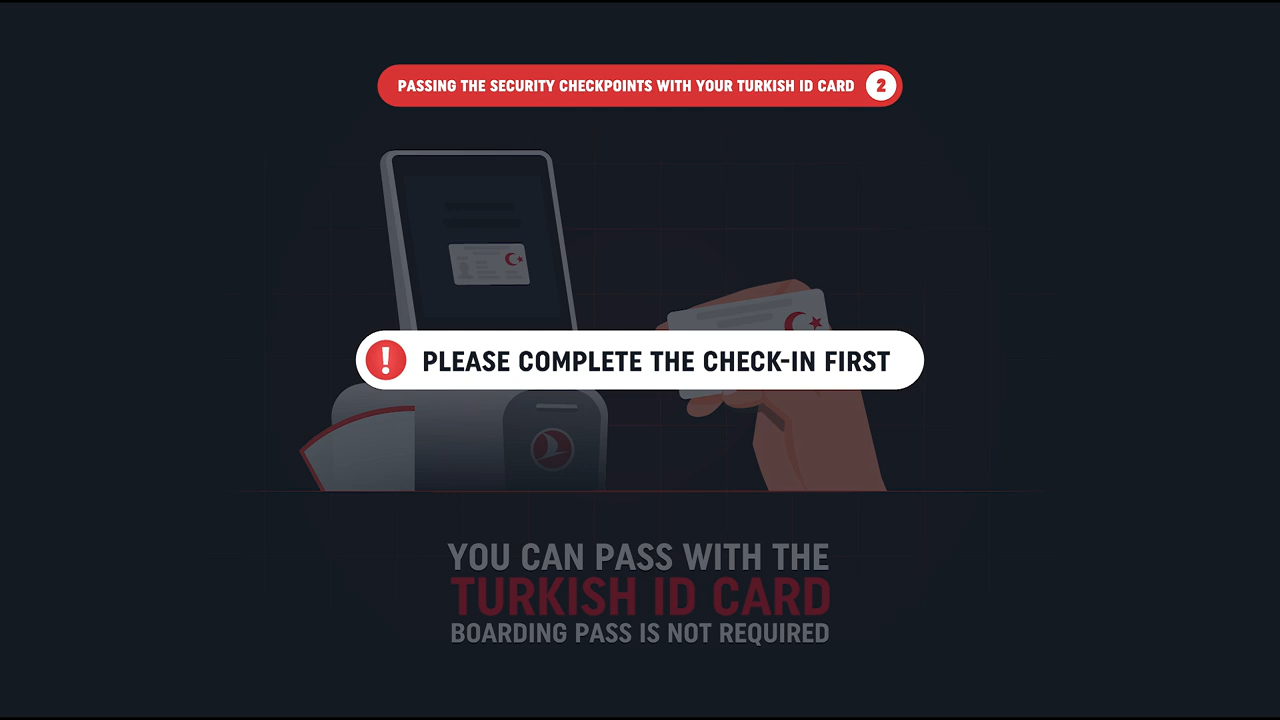 PASSING THE SECURITY CHECKPOINTS WITH YOUR TURKISH ID CARD 2
! PLEASE COMPLETE THE CHECK-IN FIRST
YOU CAN PASS WITH THE
TURKISH ID CARD
BOARDING PASS IS NOT REQUIRED